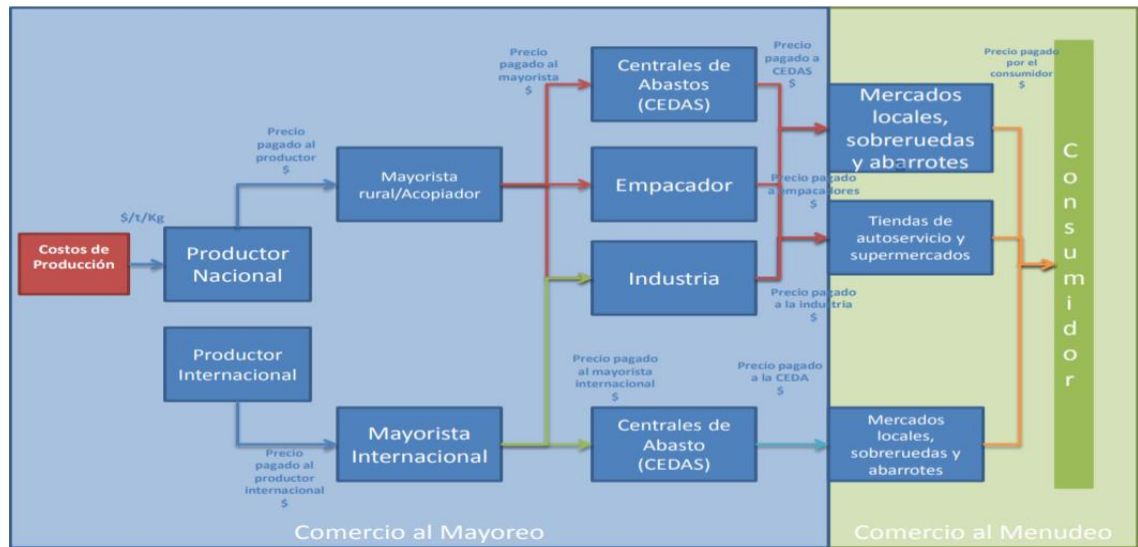 Precio
pagado al
mayorista
$
Centrales de
Abastos
(CEDAS)
Precio
pagado a
CEDAS
$
Precio pagado
por el
consumidor
$
Mercados
locales,
sobreruedas
y abarrotes
Consumidor
Precio
pagado al
productor
$
Mayorista
rural/Acopiador
Empacador
Precio pagado
a empacadores
$
$/t/Kg
Costos de
Producción
Productor
Nacional
Industria
Tiendas de
autoservicio y
supermercados
Precio pagado
a la industria
$
Productor
Internacional
Precio pagado
al mayorista
internacional
$
Precio pagado
a la CEDA
$
Mayorista
Internacional
Centrales de
Abasto
(CEDAS)
Mercados
locales,
sobreruedas y
abarrotes
Precio
pagado al
productor
internacional
$
Comercio al Mayoreo
Comercio al Menudeo